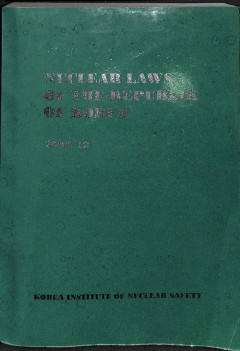 NUCLEAR LAWS
OF THE REPUBLIC
OF KOREA
KOREA INSTITUTE OF NUCLEAR SAFETY